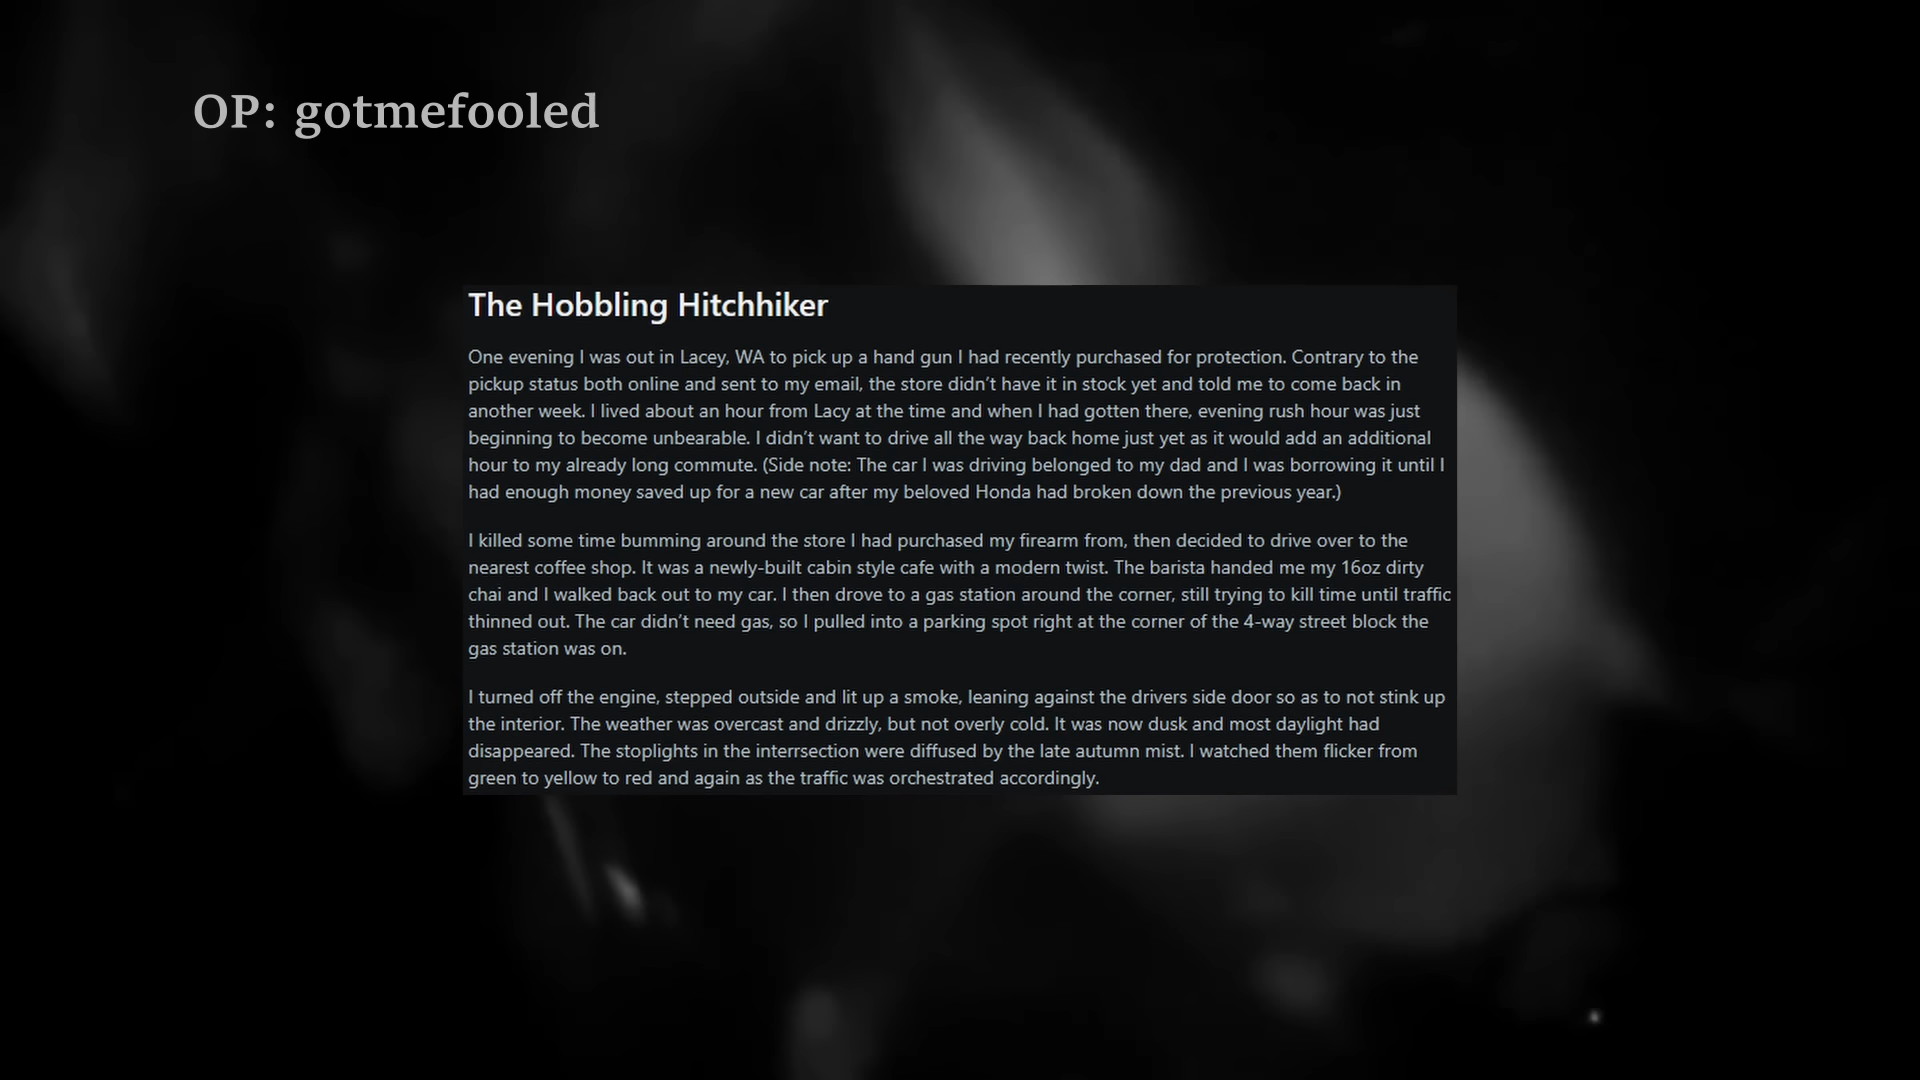 OP: gotmefooled
The Hobbling Hitchhiker
One evening I was out in Lacey, WA to pick up a hand gun I had recently purchased for protection. Contrary to the
pickup status both online and sent to my email, the store didn’t have it in stock yet and told me to come back in
another week. I lived about an hour from Lacy at the time and when I had gotten there, evening rush hour was just
beginning to become unbearable. I didn’t want to drive all the way back home just yet as it would add an additional
hour to my already long commute. (Side note: The car I was driving belonged to my dad and I was borrowing it until I
had enough money saved up for a new car after my beloved Honda had broken down the previous year.)
I killed some time bumming around the store I had purchased my firearm from, then decided to drive over to the
nearest coffee shop. It was a newly-built cabin style cafe with a modern twist. The barista handed me my 16oz dirty
chai and I walked back out to my car. I then drove to a gas station around the corner, still trying to kill time until traffic
thinned out. The car didn’t need gas, so I pulled into a parking spot right at the corner of the 4-way street block the
gas station was on.
I turned off the engine, stepped outside and lit up a smoke, leaning against the drivers side door so as to not stink up
the interior. The weather was overcast and drizzly, but not overly cold. It was now dusk and most daylight had
disappeared. The stoplights in the interrsection were diffused by the late autumn mist. I watched them flicker from
green to yellow to red and again as the traffic was orchestrated accordingly.